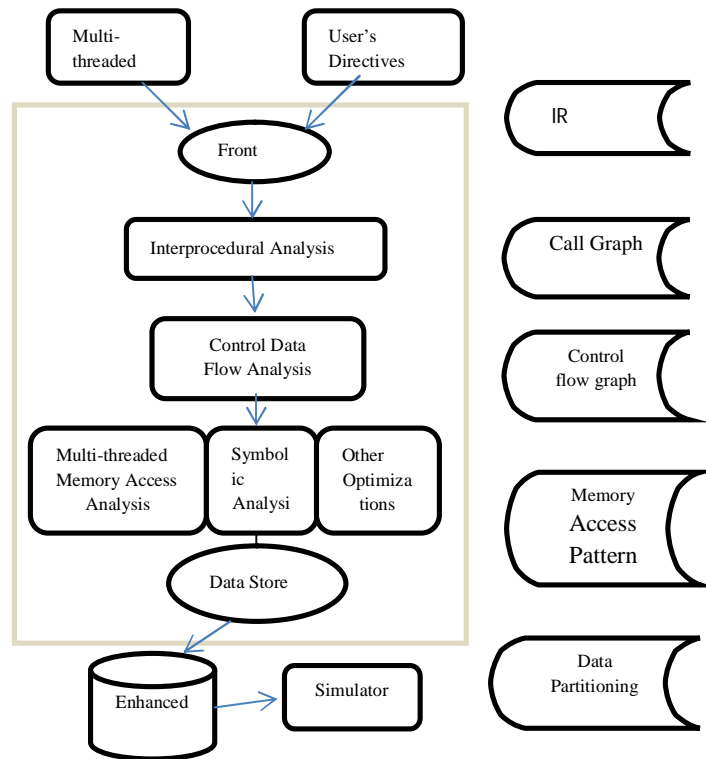 Multi-
threaded
User's
Directives
Front
Interprocedural Analysis
Control Data
Flow Analysis
Multi-threaded
Memory Access
Analysis
Symbol
ic
Analysi
Other
Optimiza
tions
Data Store
Enhanced
Simulator
IR
Call Graph
Control
flow graph
Memory
Access
Pattern
Data
Partitioning